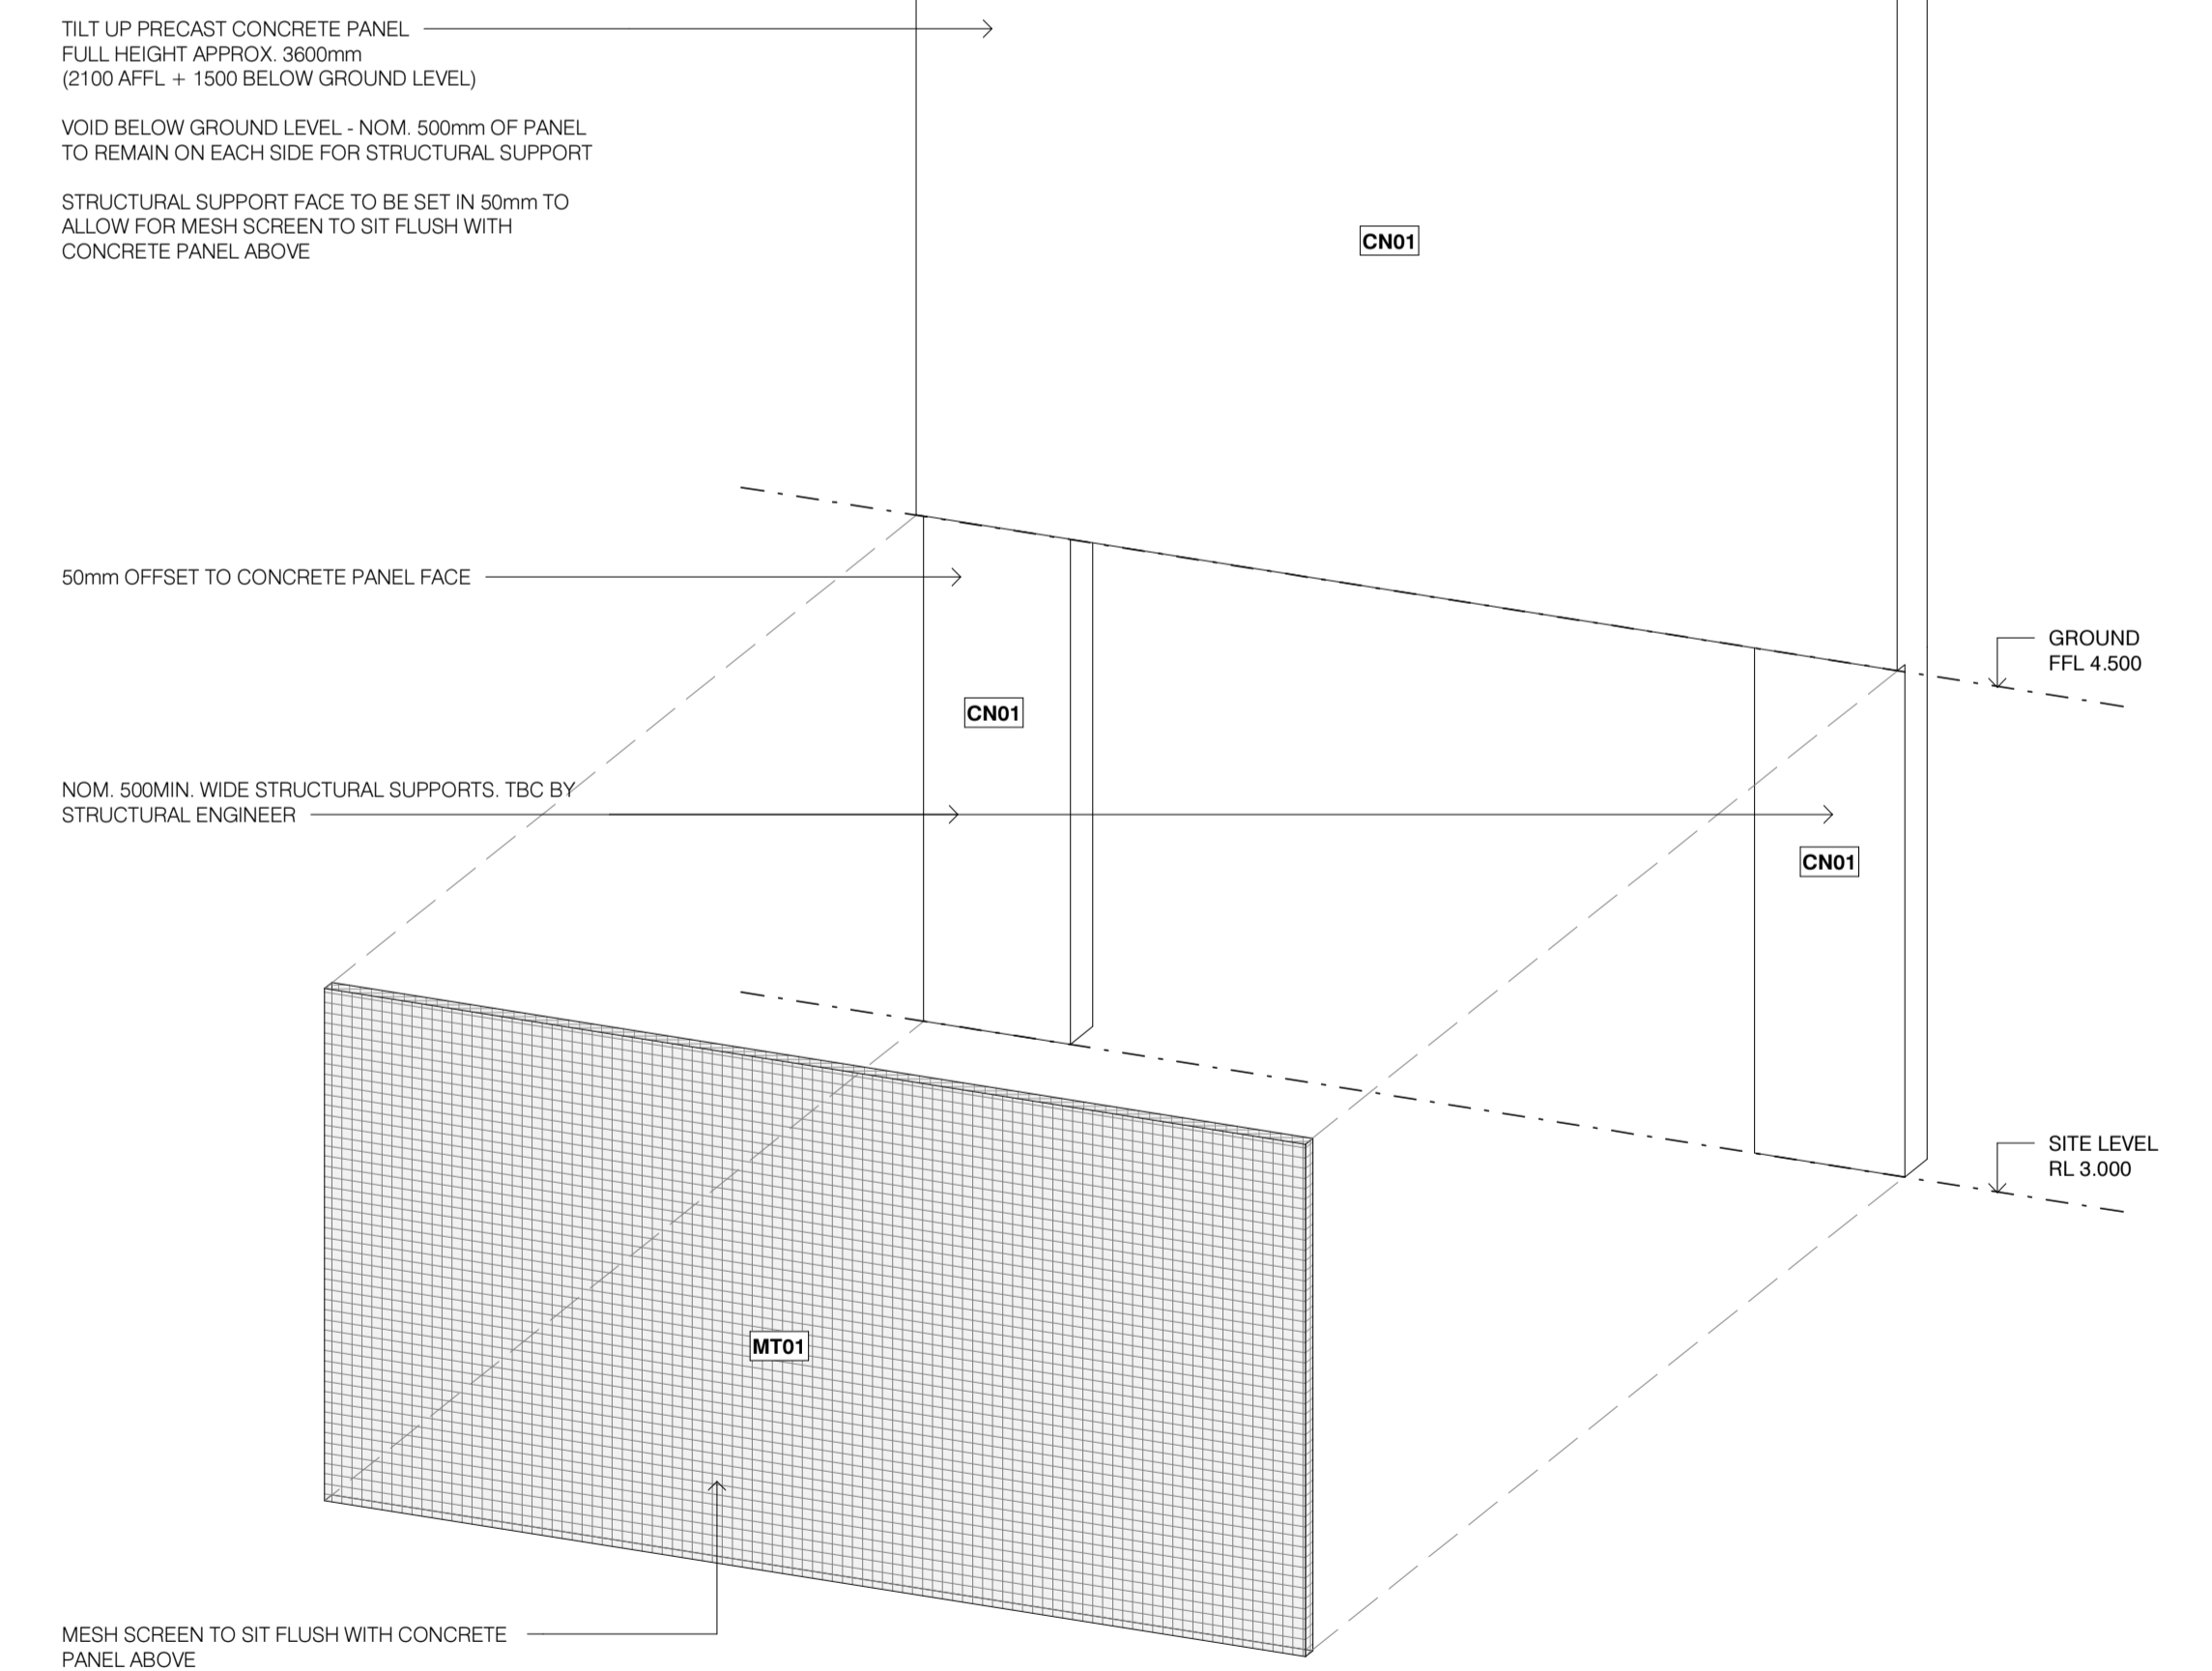 TILT UP PRECAST CONCRETE PANEL
FULL HEIGHT APPROX. 3600mm
(2100 AFFL + 1500 BELOW GROUND LEVEL)
VOID BELOW GROUND LEVEL - NOM. 500mm OF PANEL
TO REMAIN ON EACH SIDE FOR STRUCTURAL SUPPORT
STRUCTURAL SUPPORT FACE TO BE SET IN 50mm TO
ALLOW FOR MESH SCREEN TO SIT FLUSH WITH
CONCRETE PANEL ABOVE
CN01
50mm OFFSET TO CONCRETE PANEL FACE
GROUND
FFL 4.500
CN01
NOM. 500MIN. WIDE STRUCTURAL SUPPORTS. TBC BY
STRUCTURAL ENGINEER
CN01
SITE LEVEL
RL 3.000
MT01
MESH SCREEN TO SIT FLUSH WITH CONCRETE
PANEL ABOVE